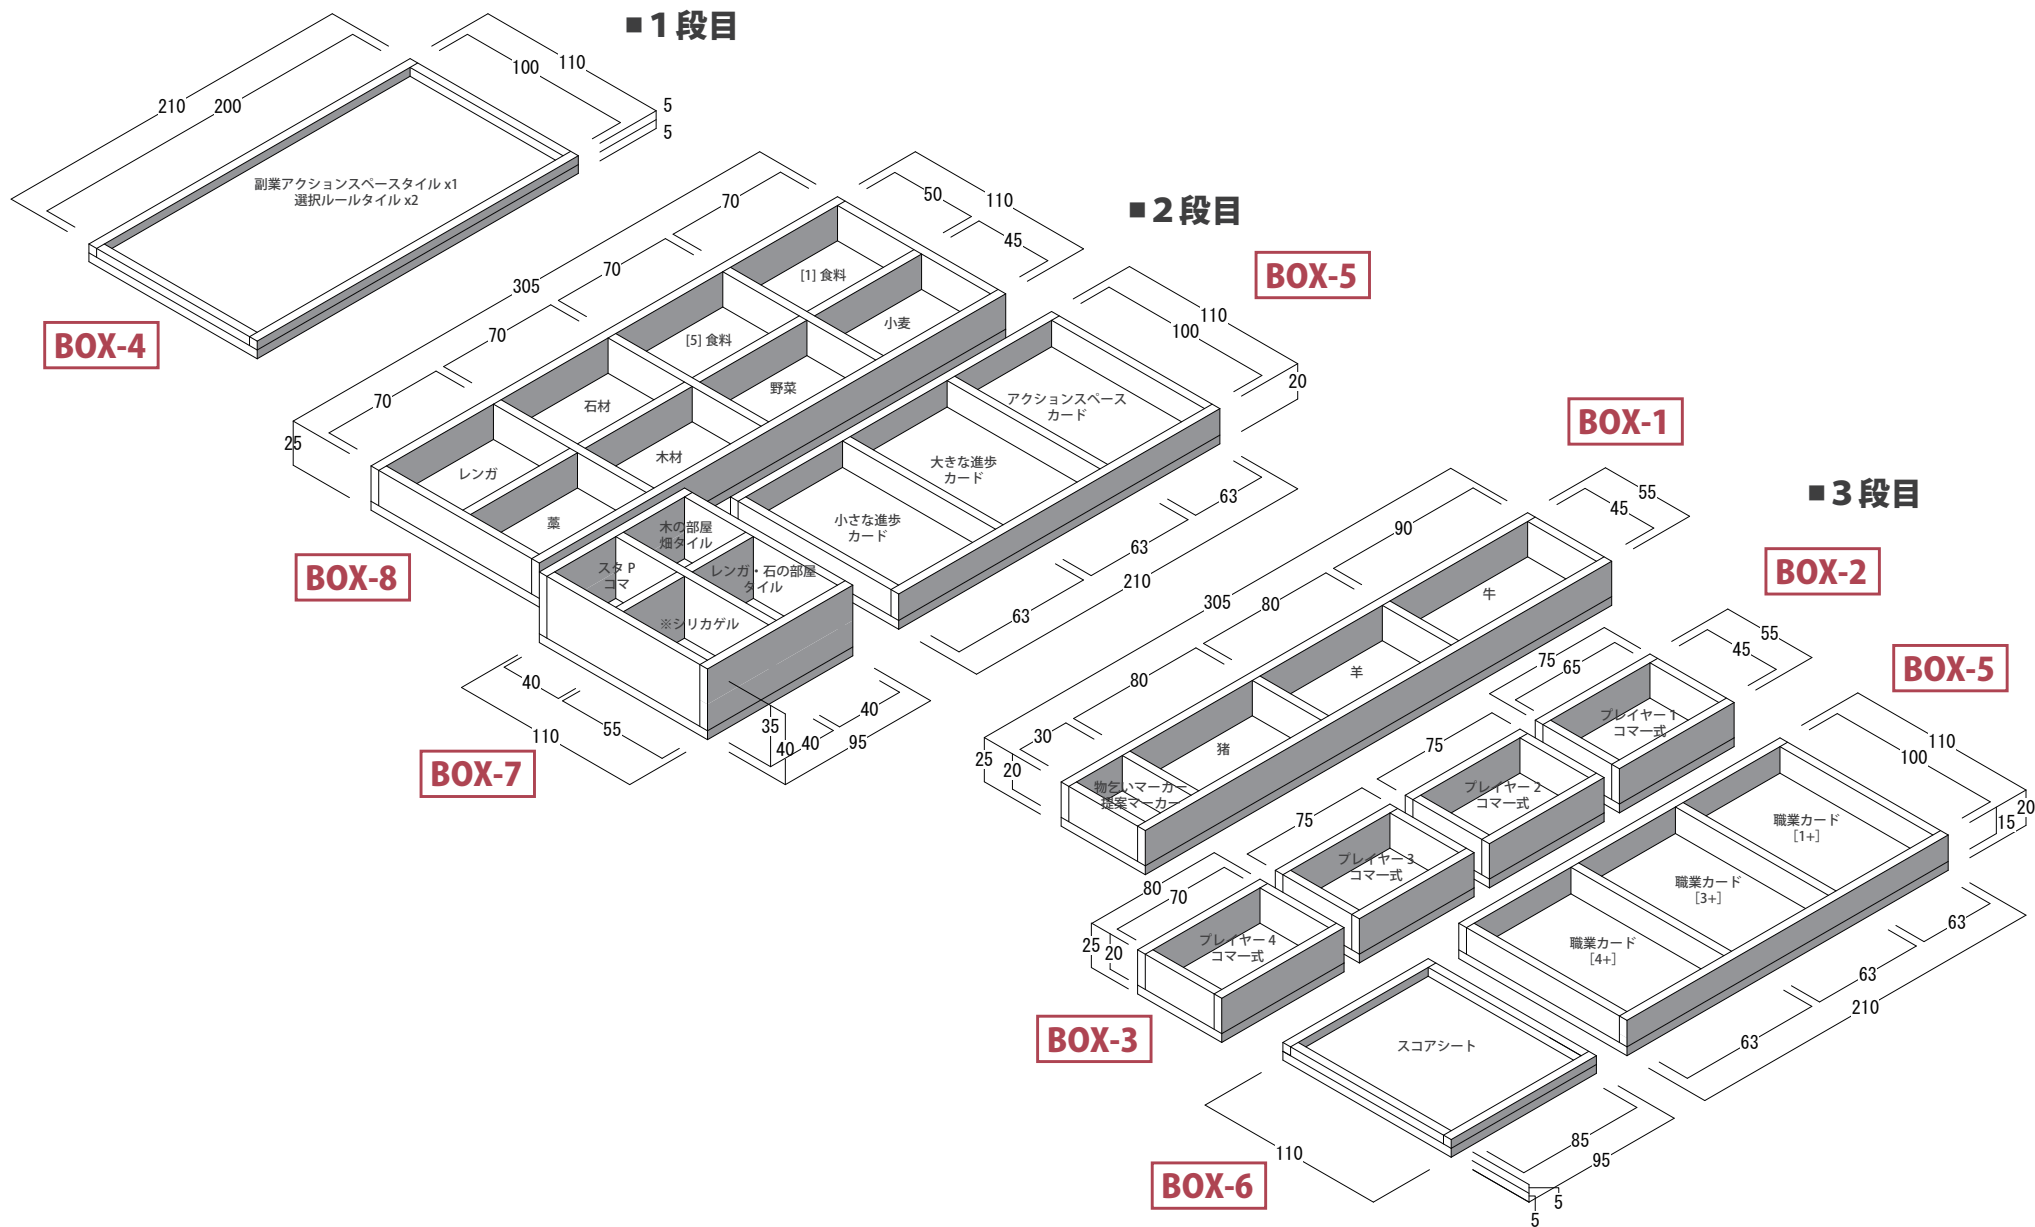 ■1段目
110
100
210
200
5
5
副業アクションスペースタイル x1
選択ルールタイル x2
BOX-4
■2段目
50
110
45
70
70
305
70
70
25
[1] 食料
小麦
[5] 食料
野菜
石材
木材
レンガ
藁
BOX-8
BOX-5
110
100
20
アクションスペース
カード
大きな進歩
カード
小さな進歩
カード
63
63
210
63
木の部屋
畑タイル
スタ P
コマ
レンガ・石の部屋
タイル
※シリカゲル
40
55
110
35
40
40
40
95
BOX-7
■3段目
BOX-1
55
45
90
305
80
80
30
25
20
牛
羊
猪
物乞いマーカー
提案マーカー
BOX-2
55
45
75
65
プレイヤー 1
コマ一式
75
プレイヤー 2
コマ一式
75
プレイヤー 3
コマ一式
80
70
25
20
プレイヤー 4
コマ一式
BOX-3
BOX-5
110
100
20
15
職業カード
[1+]
職業カード
[3+]
職業カード
[4+]
63
63
210
63
スコアシート
110
85
95
5
5
BOX-6